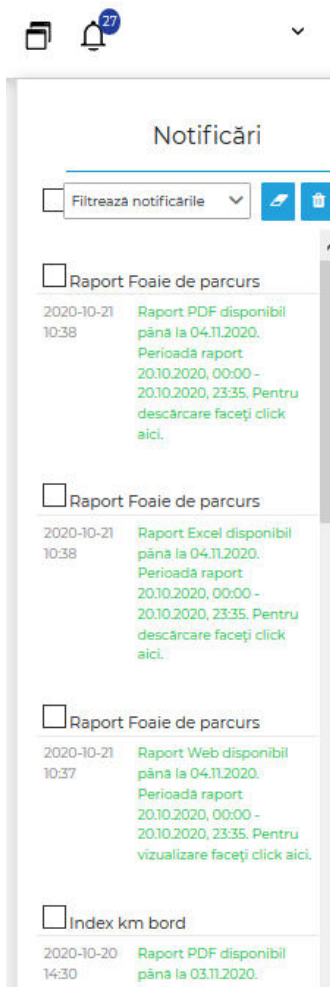 27
Notificări
Filtrează notificările
Raport Foaie de parcurs
2020-10-21 Raport PDF disponibil
10:38 până la 04.11.2020.
Perioadă raport
20.10.2020, 00:00 -
20.10.2020, 23:35. Pentru
descărcare faceți click
aici.
Raport Foaie de parcurs
2020-10-21 Raport Excel disponibil
10:38 până la 04.11.2020.
Perioadă raport
20.10.2020, 00:00 -
20.10.2020, 23:35. Pentru
descărcare faceți click
aici.
Raport Foaie de parcurs
2020-10-21 Raport Web disponibil
10:37 până la 04.11.2020.
Perioadă raport
20.10.2020, 00:00 -
20.10.2020, 23:35. Pentru
vizualizare faceți click aici.
Index km bord
2020-10-20 Raport PDF disponibil
14:30 până la 03.11.2020.